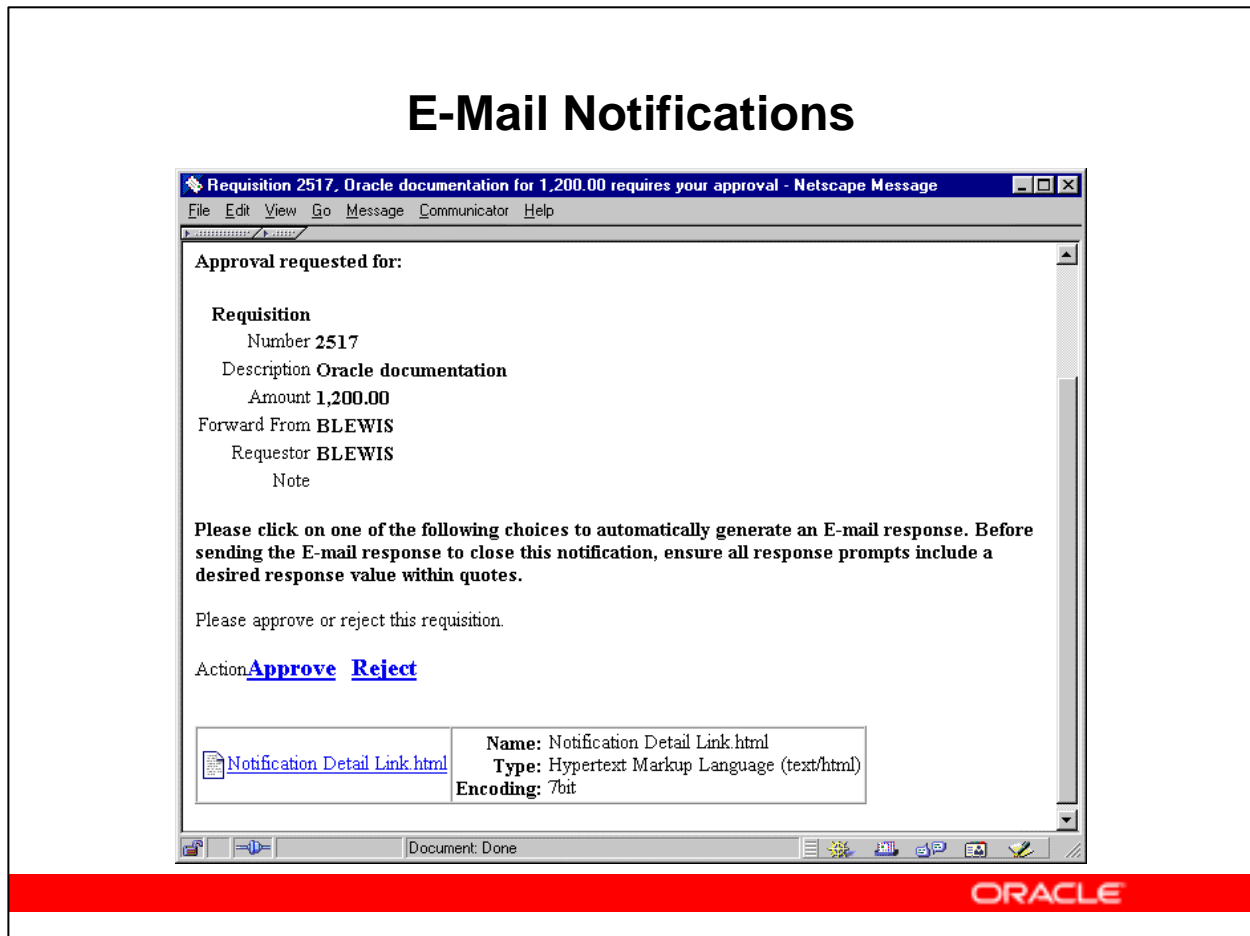 E-Mail Notifications
Requisition 2517, Oracle documentation for 1,200.00 requires your approval - Netscape Message
File Edit View Go Message Communicator Help
Approval requested for:
Requisition
Number 2517
Description Oracle documentation
Amount 1,200.00
Forward From BLEWIS
Requestor BLEWIS
Note
Please click on one of the following choices to automatically generate an E-mail response. Before
sending the E-mail response to close this notification, ensure all response prompts include a
desired response value within quotes.
Please approve or reject this requisition.
ActionApprove Reject
Notification Detail Link.html
Name: Notification Detail Link.html
Type: Hypertext Markup Language (text/html)
Encoding: 7bit
Document: Done
ORACLE